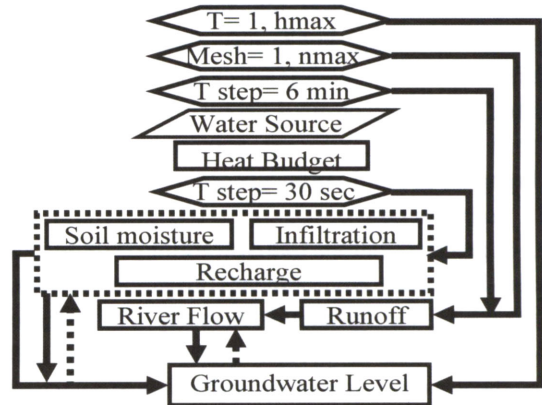 T= 1, hmax
Mesh= 1, nmax
T step= 6 min
Water Source
Heat Budget
T step= 30 sec
Soil moisture Infiltration
Recharge
River Flow Runoff
Groundwater Level